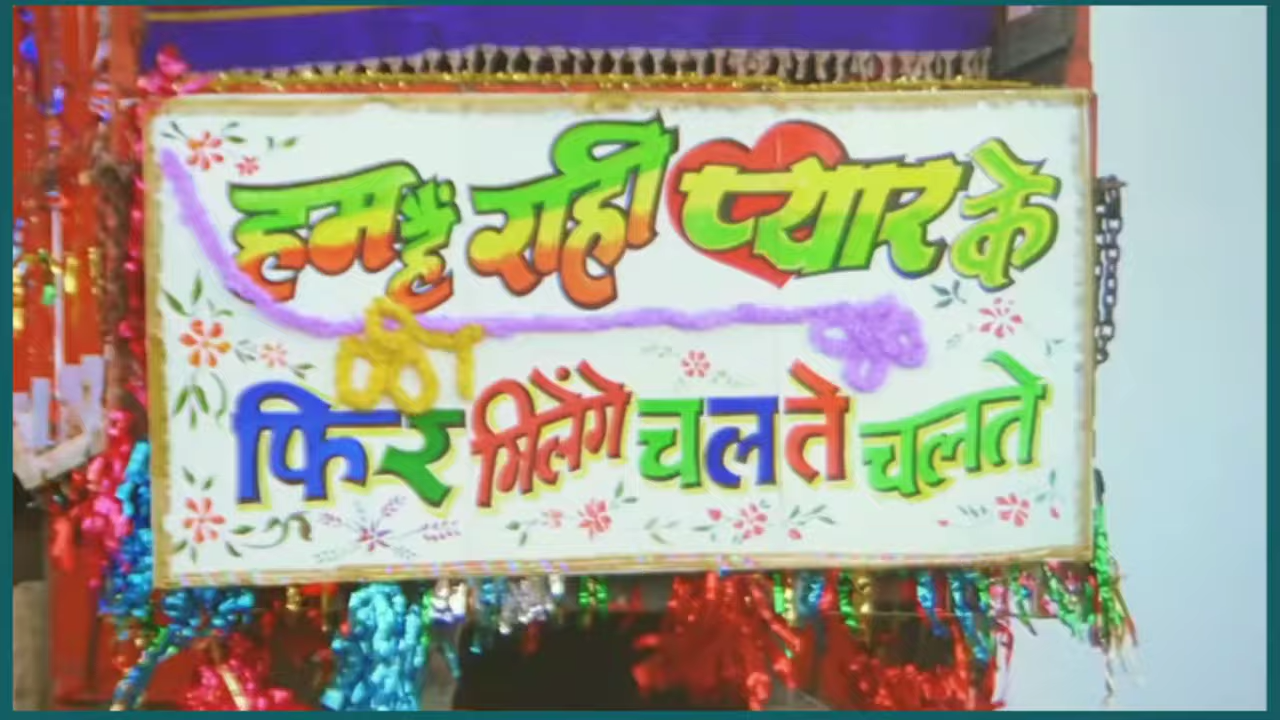 हम हैं राही प्यार के
फिर मिलेंगे चलते चलते